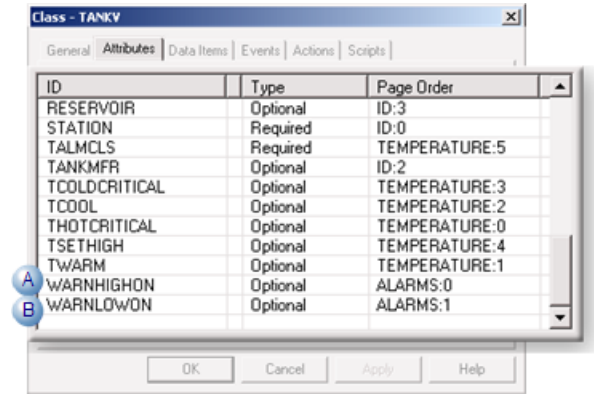 Class - TANKV
General Attributes Data Items Events Actions Scripts
ID Type Page Order
RESERVOIR Optional ID:3
STATION Required ID:0
TALMCLS Required TEMPERATURE:5
TANKMFR Optional ID:2
TCOLDCRITICAL Optional TEMPERATURE:3
TCOOL Optional TEMPERATURE:2
THOTCRITICAL Optional TEMPERATURE:0
TSETHIGH Optional TEMPERATURE:4
TWARM Optional TEMPERATURE:1
A WARNHIGHON Optional ALARMS:0
B WARNLOWON Optional ALARMS:1
OK Cancel Apply Help